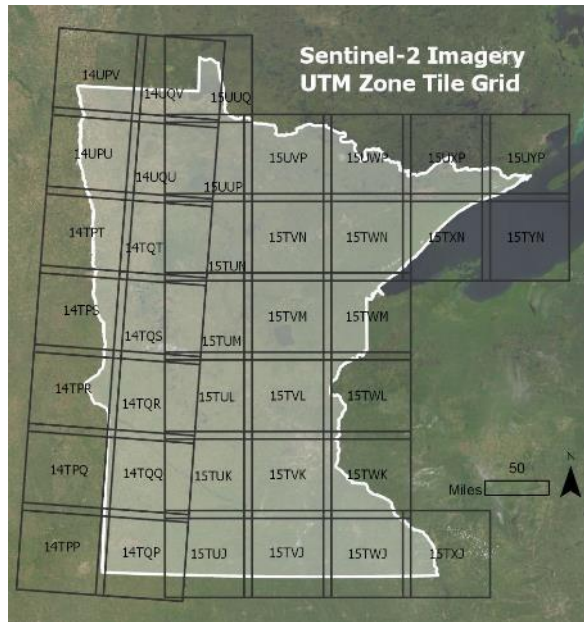 Sentinel-2 Imagery
UTM Zone Tile Grid
14UPV
14UQV
15UUQ
14UPU
14UQU
15UUP
15UVP
15UWP
15UXP
15UYP
14TPT
14TQT
15TUN
15TVN
15TWN
15TXN
15TYN
14TPS
14TQS
15TUM
15TVM
15TWM
14TPR
14TQR
15TUL
15TVL
15TWL
14TPQ
14TQQ
15TUK
15TVK
15TWK
50
Miles
N
14TPP
14TQP
15TUJ
15TVJ
15TWJ
15TXJ